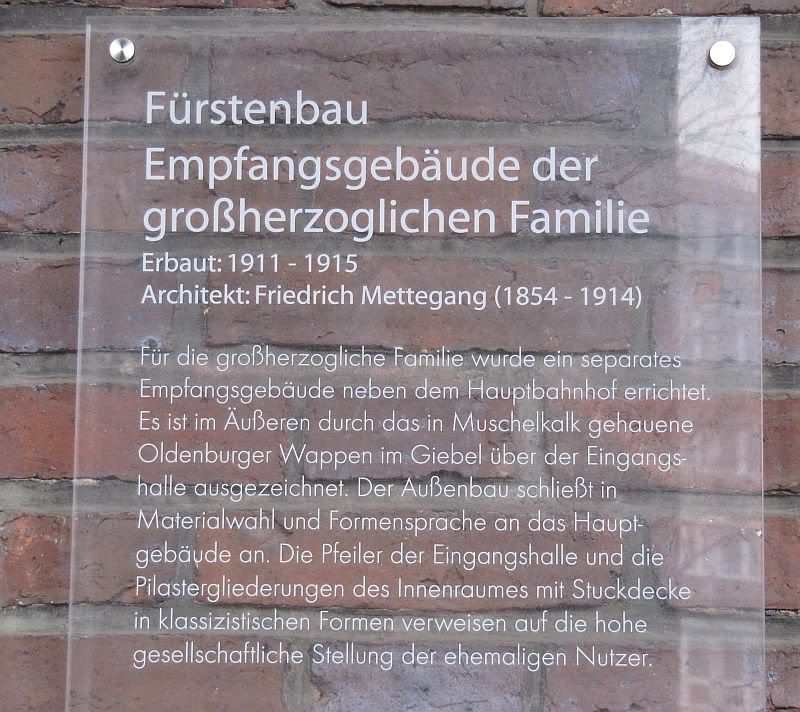 Fürstenbau
Empfangsgebäude der
großherzoglichen Familie
Erbaut: 1911 - 1915
Architekt: Friedrich Mettegang (1854 - 1914)
Für die großherzogliche Familie wurde ein separates
Empfangsgebäude neben dem Hauptbahnhof errichtet.
Es ist im Äußeren durch das in Muschelkalk gehauene
Oldenburger Wappen im Giebel über der Eingangs-
halle ausgezeichnet. Der Außenbau schließt in
Materialwahl und Formensprache an das Haupt-
gebäude an. Die Pfeiler der Eingangshalle und die
Pilastergliederungen des Innenraumes mit Stuckdecke
in klassizistischen Formen verweisen auf die hohe
gesellschaftliche Stellung der ehemaligen Nutzer.